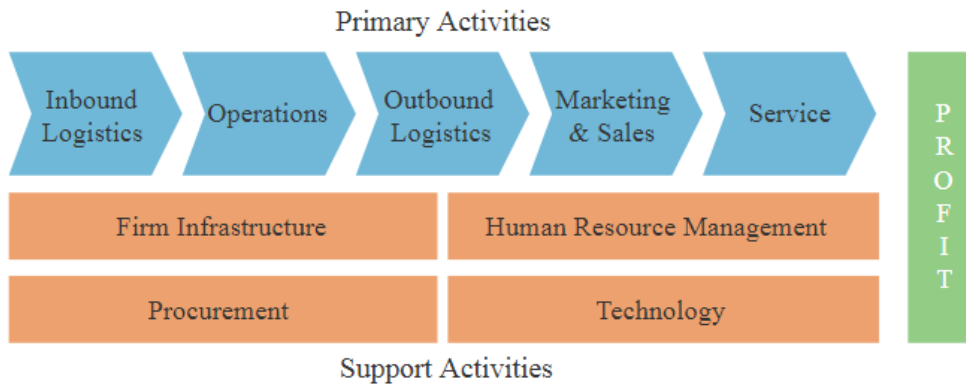 Primary Activities
Inbound
Logistics
Operations
Outbound
Logistics
Marketing
& Sales
Service
Firm Infrastructure
Human Resource Management
Procurement
Technology
Support Activities
PROFIT